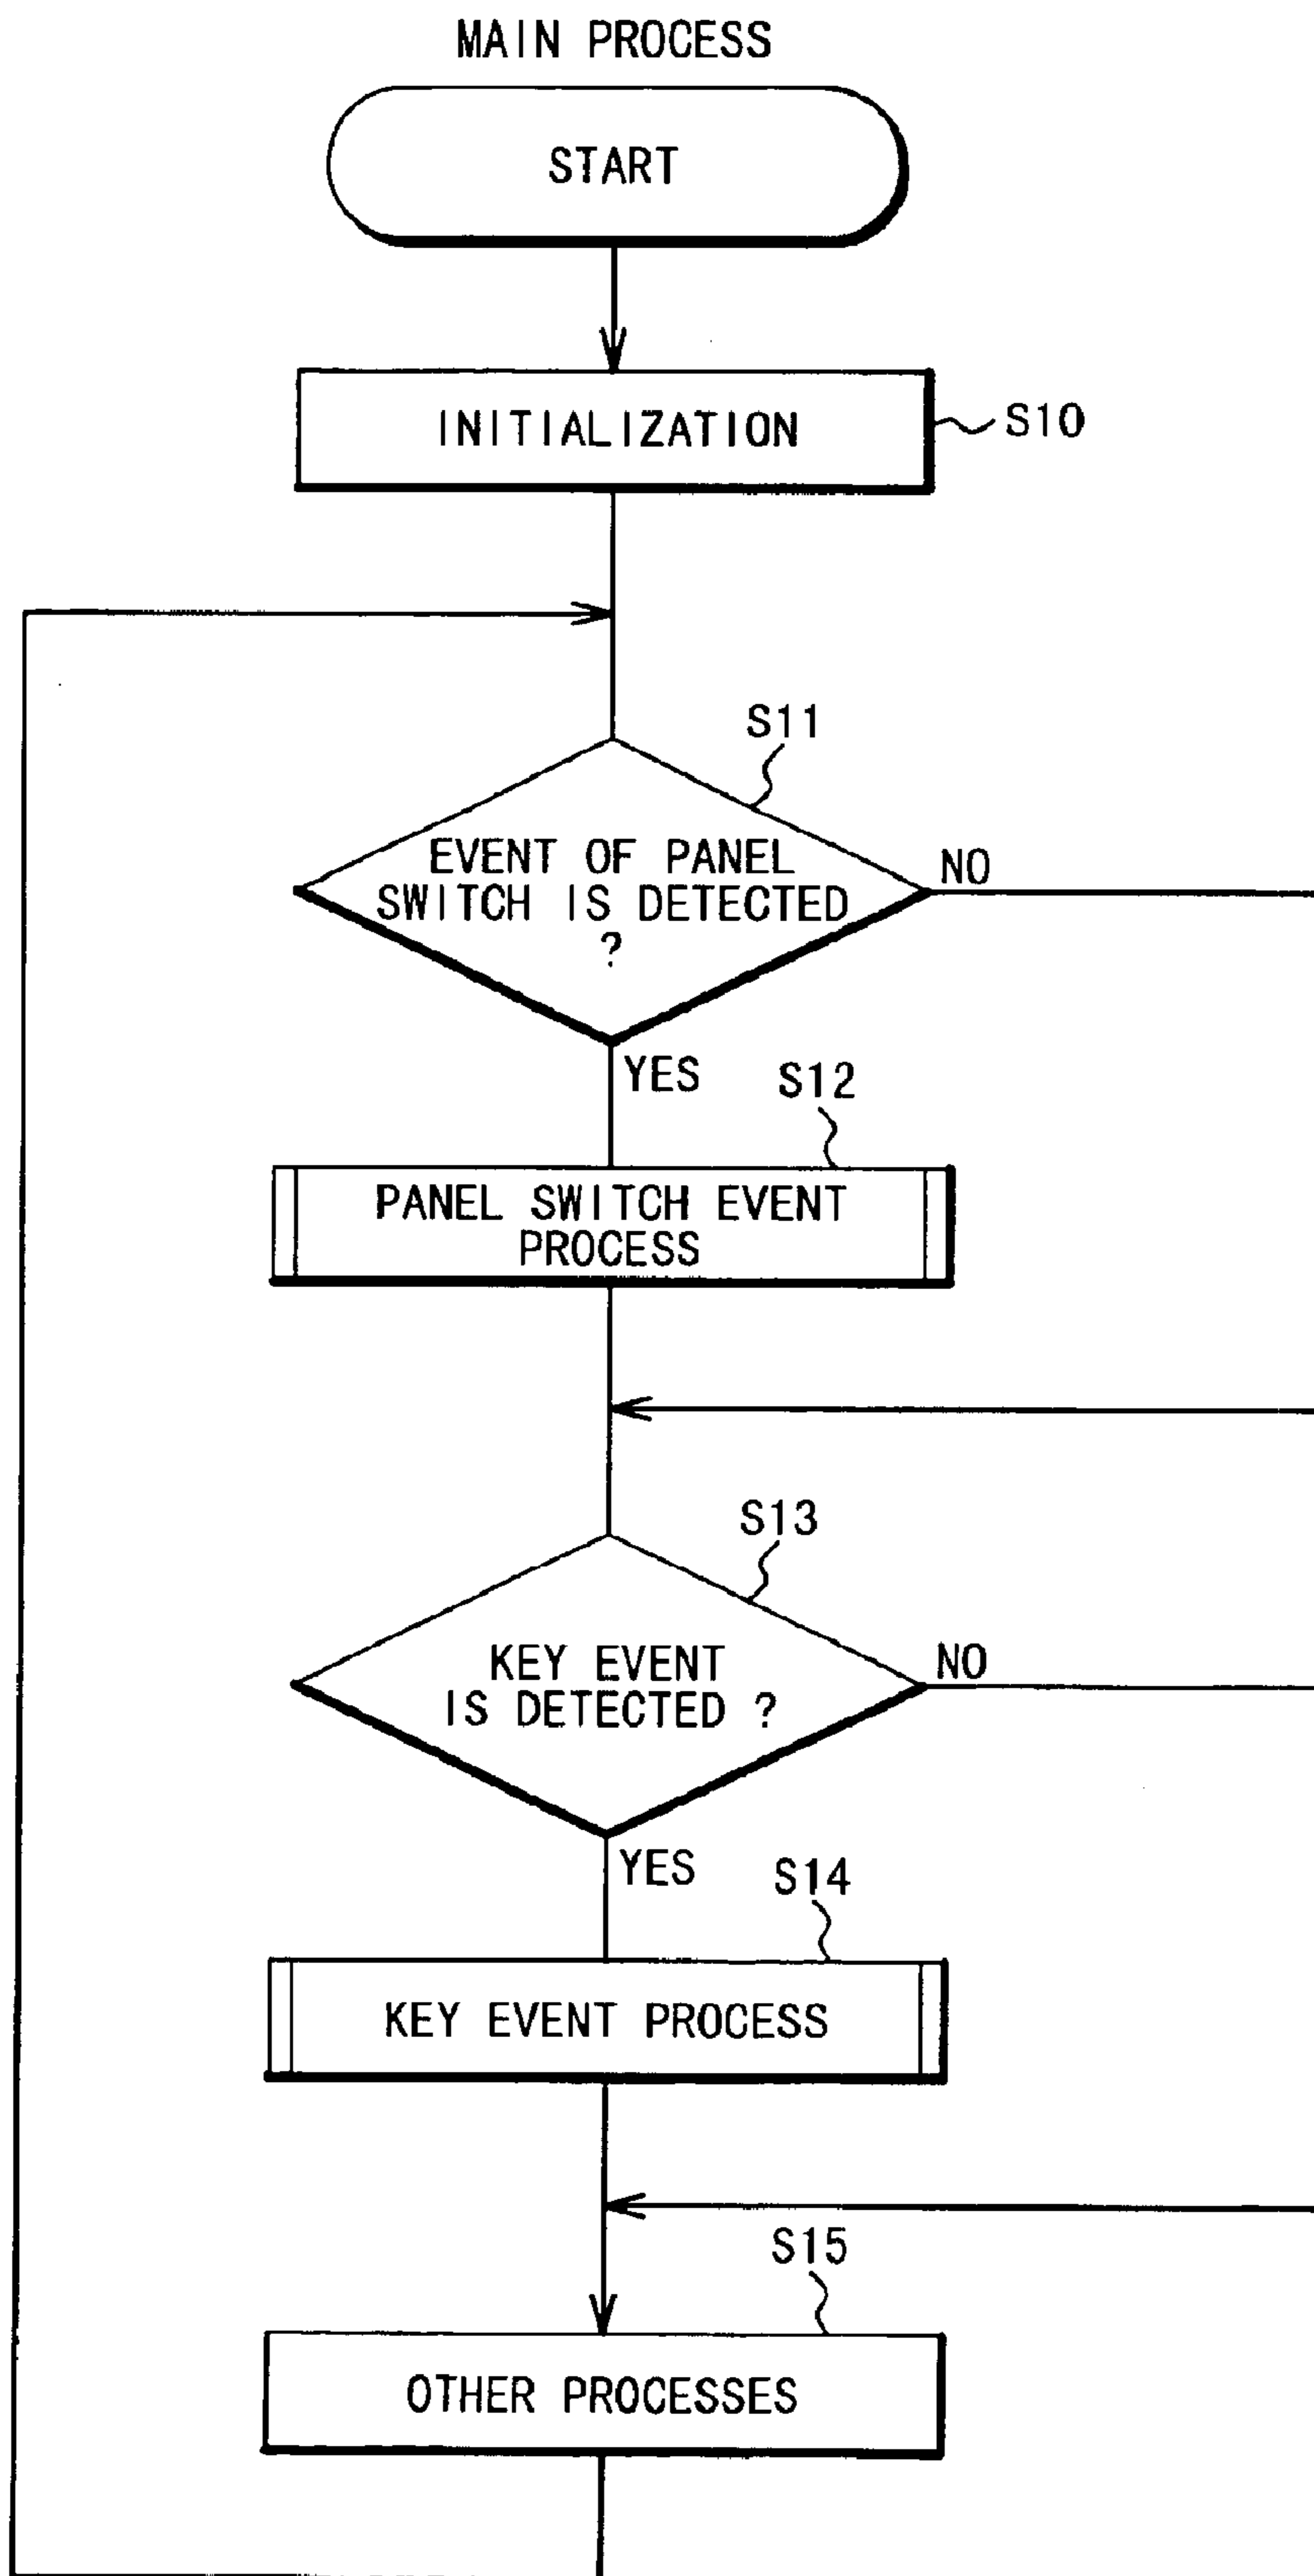 MAIN PROCESS
START
INITIALIZATION
S10
S11
EVENT OF PANEL
SWITCH IS DETECTED
?
NO
YES
S12
PANEL SWITCH EVENT
PROCESS
S13
KEY EVENT
IS DETECTED ?
NO
YES
S14
KEY EVENT PROCESS
S15
OTHER PROCESSES